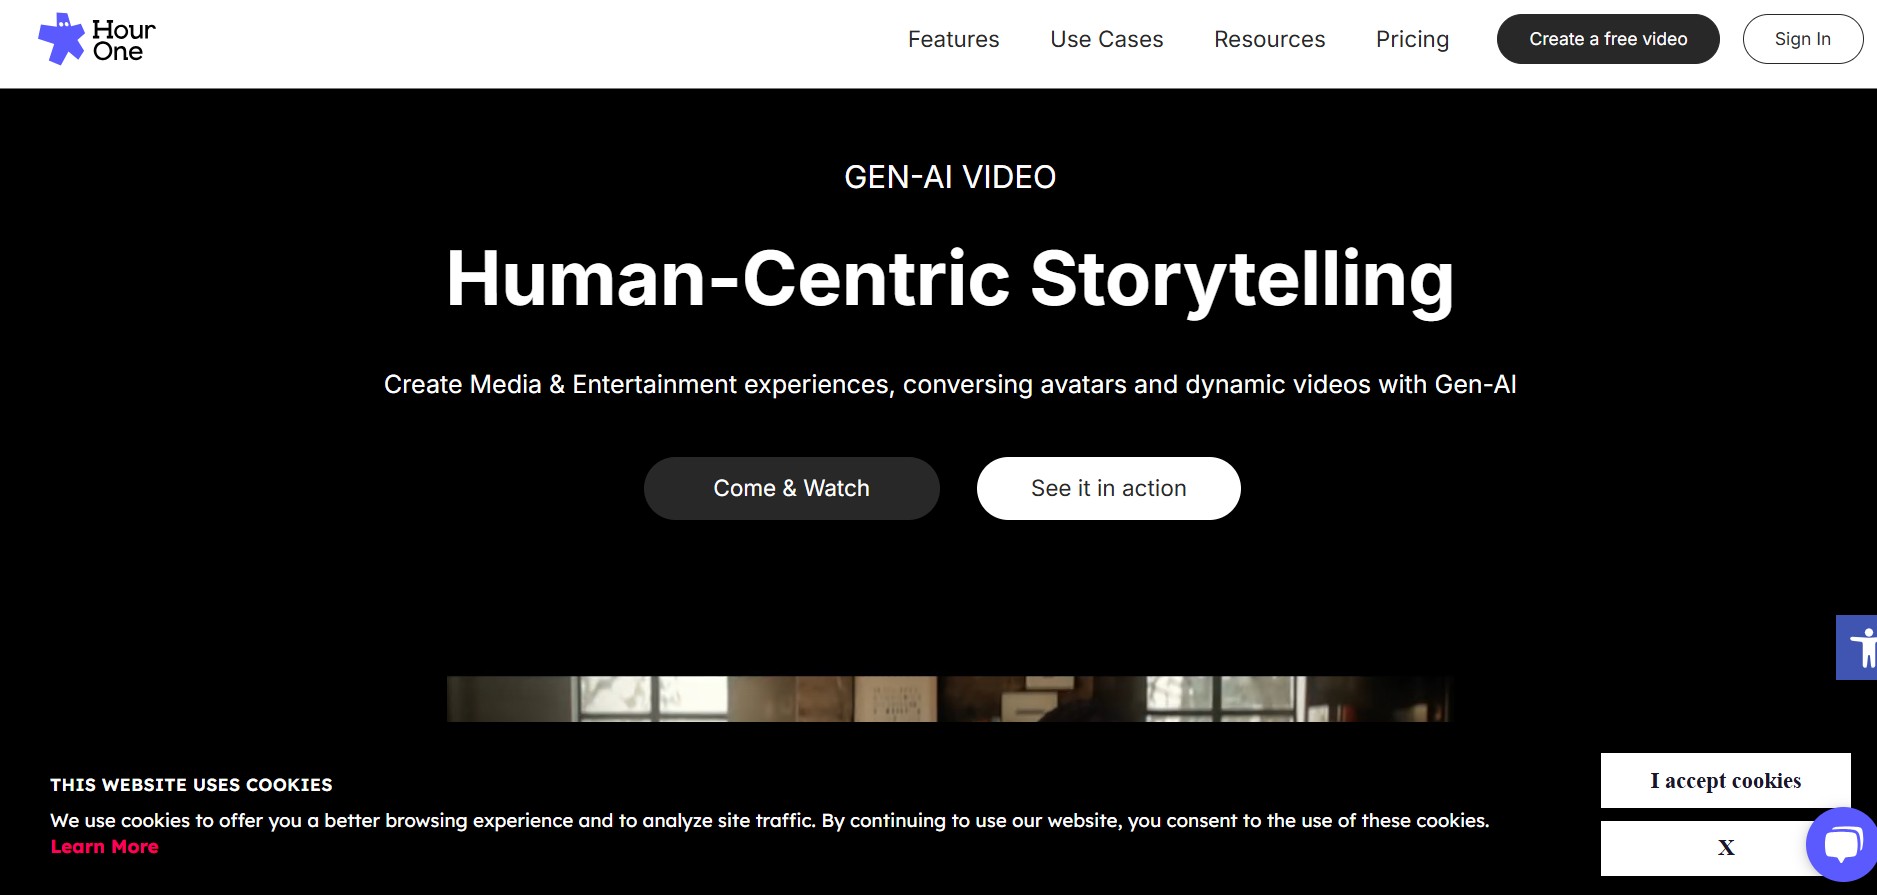 Hour
One
Features
Use Cases
Resources
Pricing
Create a free video
Sign In
GEN-AI VIDEO
Human-Centric Storytelling
Create Media & Entertainment experiences, conversing avatars and dynamic videos with Gen-AI
Come & Watch
See it in action
THIS WEBSITE USES COOKIES
We use cookies to offer you a better browsing experience and to analyze site traffic. By continuing to use our website, you consent to the use of these cookies.
Learn More
I accept cookies
X